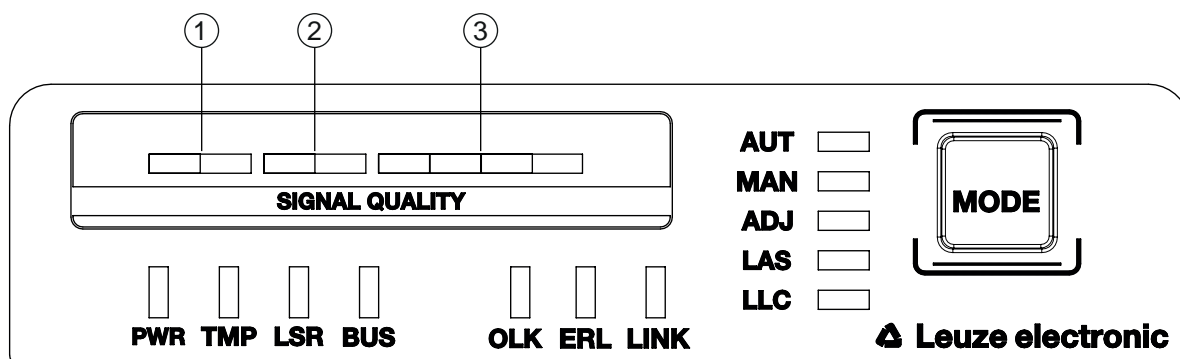 1 2 3
SIGNAL QUALITY
AUT
MAN
ADJ
LAS
LLC
MODE
PWR TMP LSR BUS OLK ERL LINK
Leuze electronic